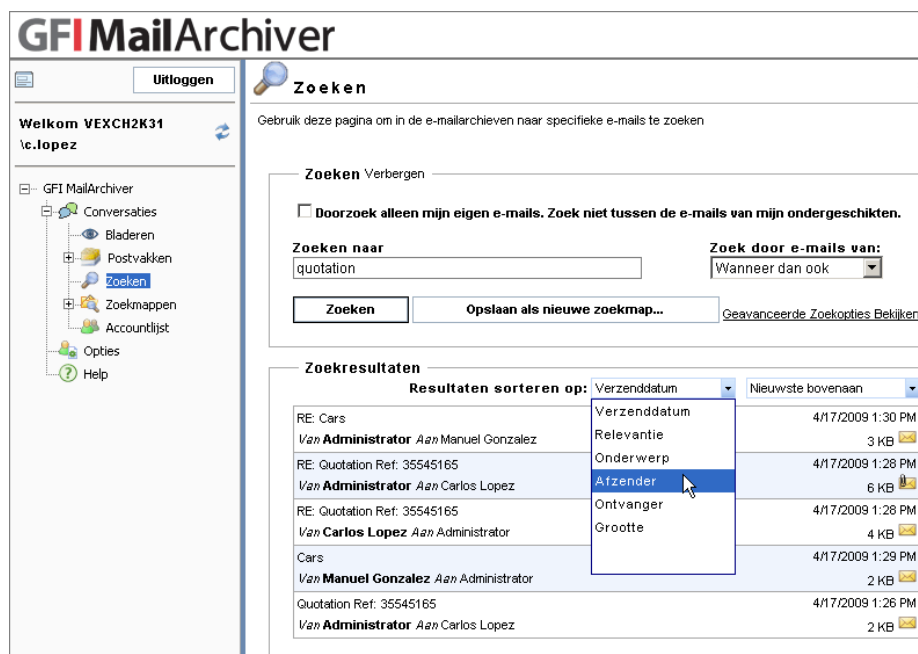 GFI MailArchiver
Uitloggen
Welkom VEXCH2K31
\c.lopez
GFI MailArchiver
Conversaties
Bladeren
Postvakken
Zoeken
Zoekmappen
Accountlijst
Opties
Help
Zoeken
Gebruik deze pagina om in de e-mailarchieven naar specifieke e-mails te zoeken
Zoeken Verbergen
Doorzoek alleen mijn eigen e-mails. Zoek niet tussen de e-mails van mijn ondergeschikten.
Zoeken naar
Zoek door e-mails van:
quotation
Wanneer dan ook
Zoeken
Opslaan als nieuwe zoekmap...
Geavanceerde Zoekopties Bekijken
Zoekresultaten
Resultaten sorteren op: Verzenddatum Nieuwste bovenaan
Verzenddatum
Relevantie
Onderwerp
Afzender
Ontvanger
Grootte
RE: Cars 4/17/2009 1:30 PM
Van Administrator Aan Manuel Gonzalez 3 KB
RE: Quotation Ref: 35545165 4/17/2009 1:28 PM
Van Administrator Aan Carlos Lopez 6 KB
RE: Quotation Ref: 35545165 4/17/2009 1:28 PM
Van Carlos Lopez Aan Administrator 4 KB
Cars 4/17/2009 1:29 PM
Van Manuel Gonzalez Aan Administrator 2 KB
Quotation Ref: 35545165 4/17/2009 1:26 PM
Van Administrator Aan Carlos Lopez 2 KB